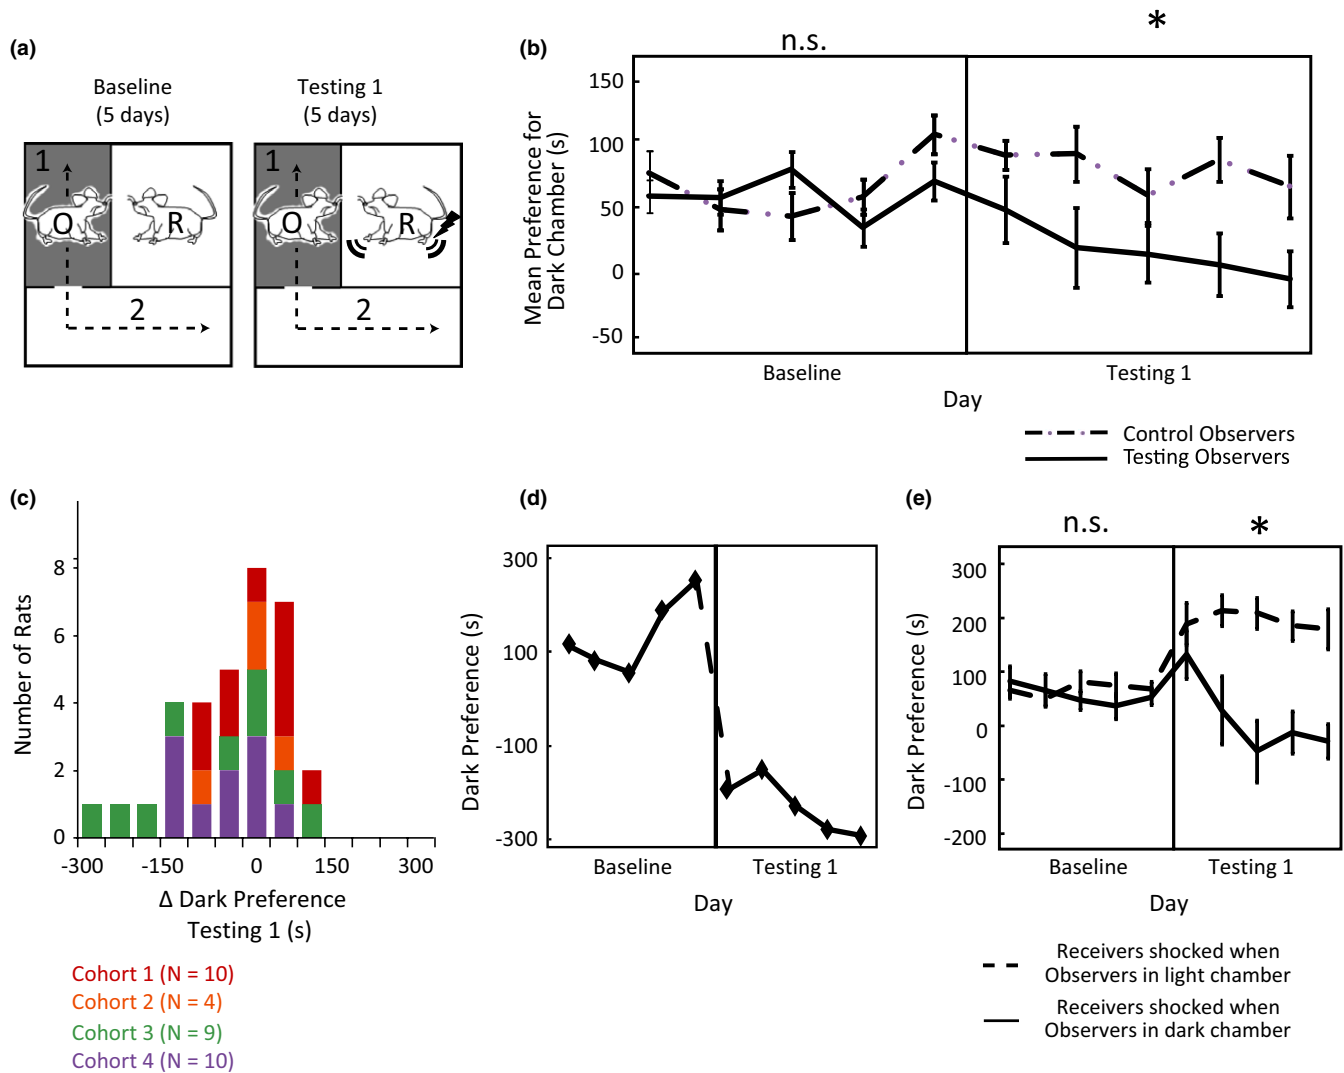 (a)
Baseline
(5 days)
Testing 1
(5 days)
1
O
R
2
1
O
R
2
(b)
n.s.
*
Mean Preference for
Dark Chamber (s)
150
100
50
0
-50
Baseline
Testing 1
Day
Control Observers
Testing Observers
(c)
Number of Rats
8
6
4
2
0
-300
-150
0
150
300
Δ Dark Preference
Testing 1 (s)
Cohort 1 (N = 10)
Cohort 2 (N = 4)
Cohort 3 (N = 9)
Cohort 4 (N = 10)
(d)
Dark Preference (s)
300
100
-100
-300
Baseline
Testing 1
Day
(e)
n.s.
*
Dark Preference (s)
300
200
100
0
-100
-200
Baseline
Testing 1
Day
Receivers shocked when
Observers in light chamber
Receivers shocked when
Observers in dark chamber